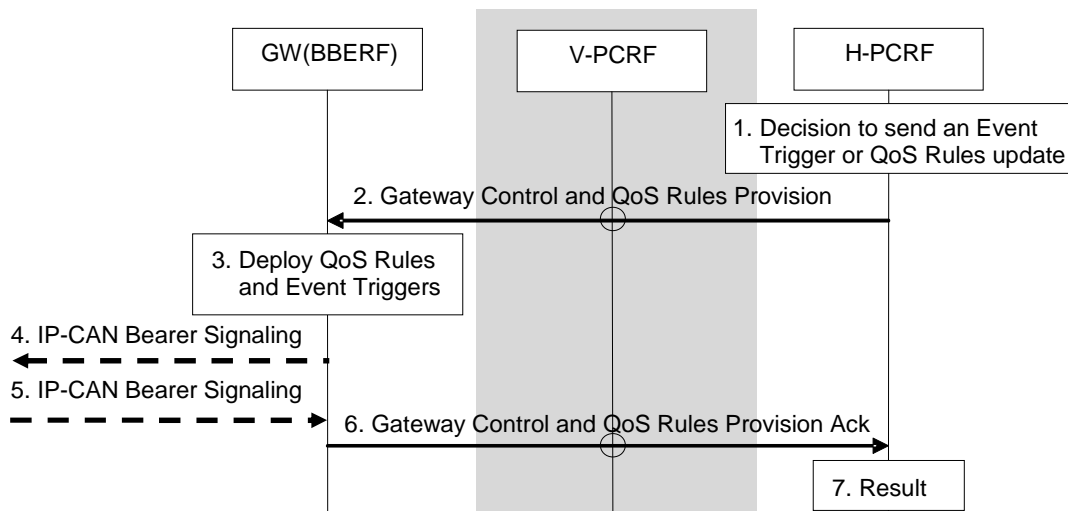 GW(BBERF)
V-PCRF
H-PCRF
1. Decision to send an Event
Trigger or QoS Rules update
2. Gateway Control and QoS Rules Provision
3. Deploy QoS Rules
and Event Triggers
4. IP-CAN Bearer Signaling
5. IP-CAN Bearer Signaling
6. Gateway Control and QoS Rules Provision Ack
7. Result